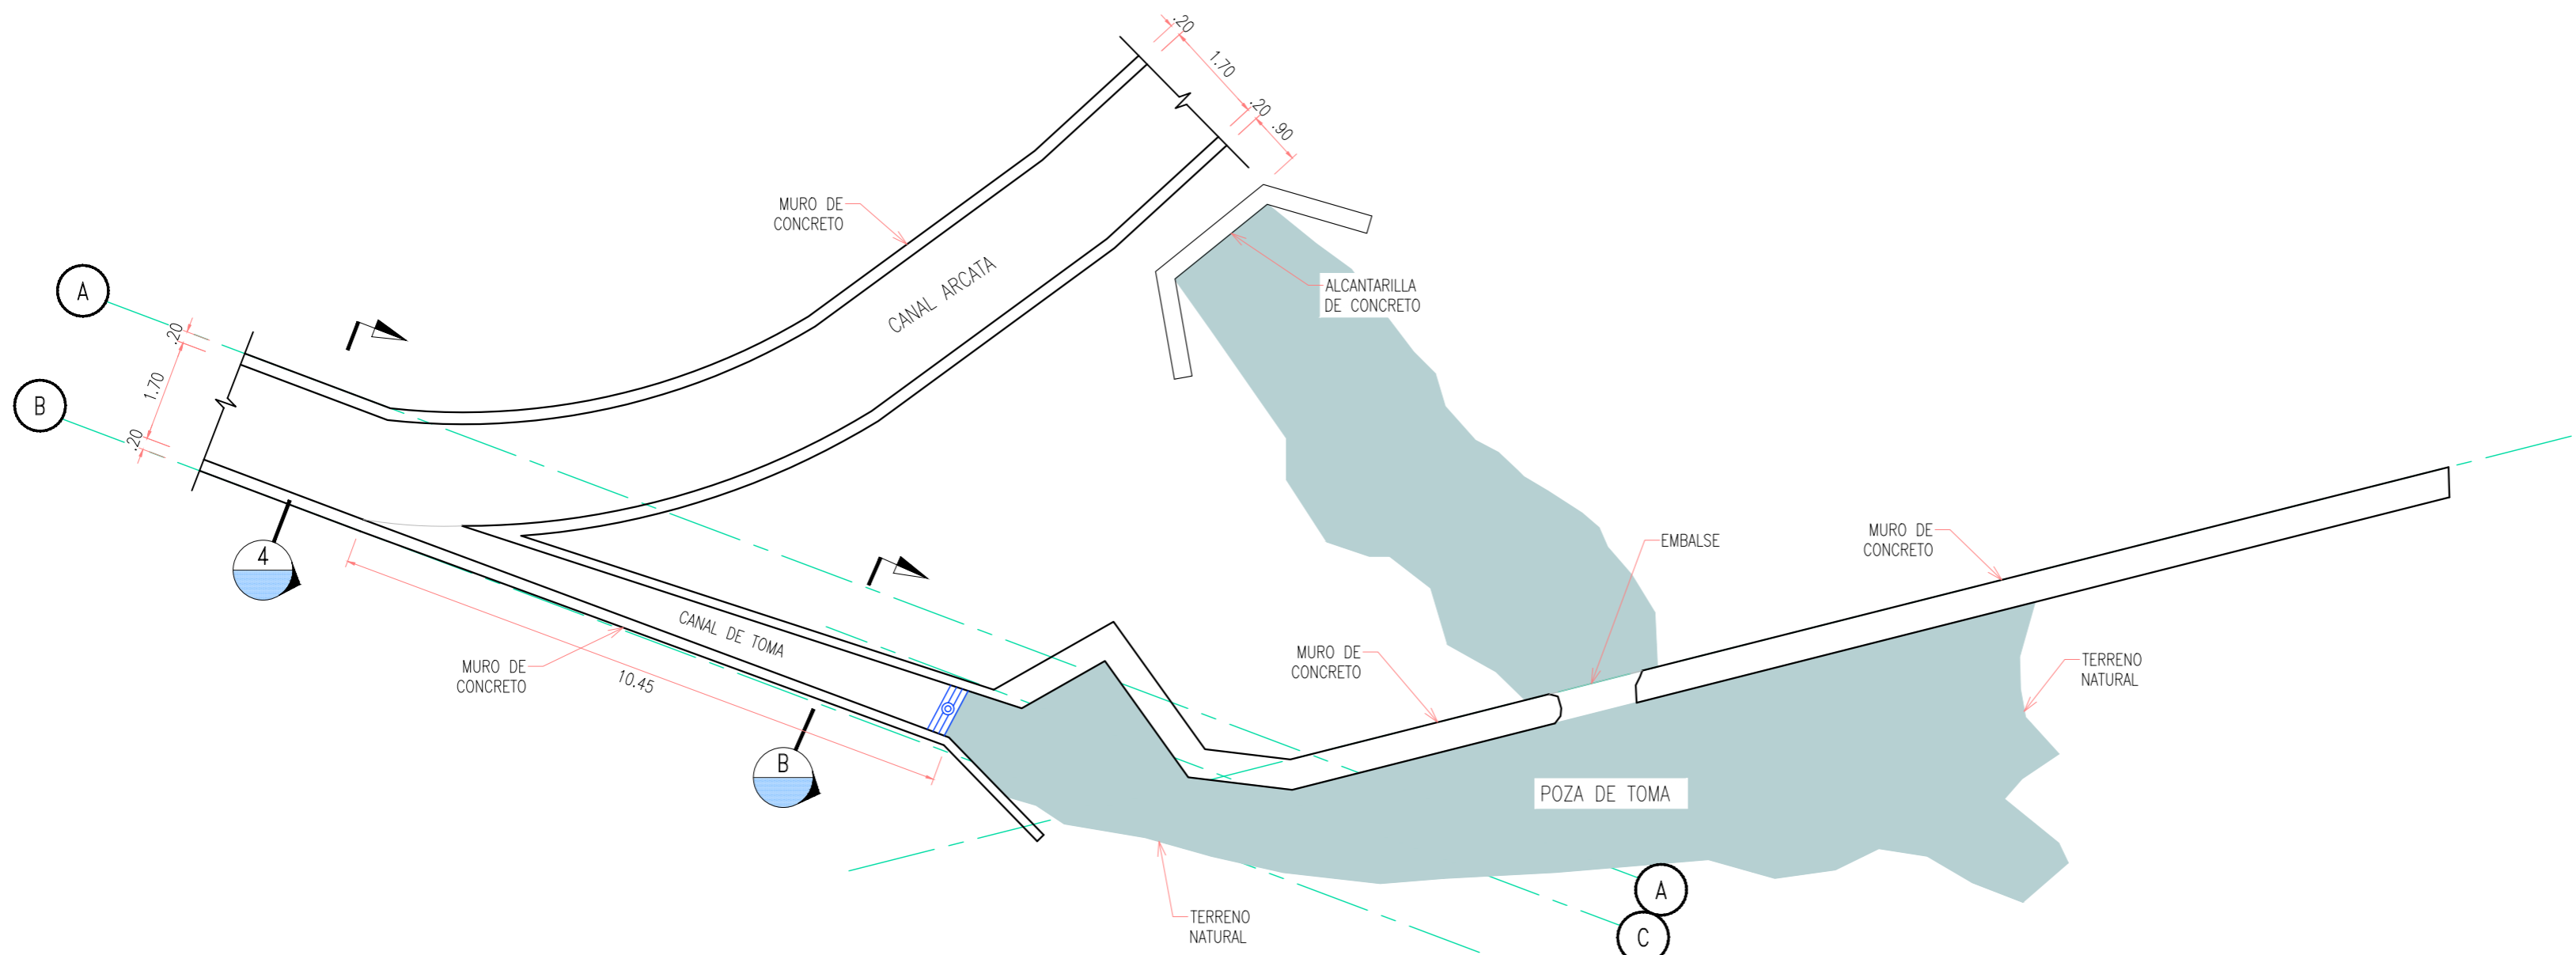 .20
1.70
.20
.90
MURO DE
CONCRETO
CANAL ARCATA
ALCANTARILLA
DE CONCRETO
A
.20
1.70
B
.20
4
EMBALSE
MURO DE
CONCRETO
CANAL DE TOMA
MURO DE
CONCRETO
10.45
MURO DE
CONCRETO
TERRENO
NATURAL
B
POZA DE TOMA
A
TERRENO
NATURAL
C